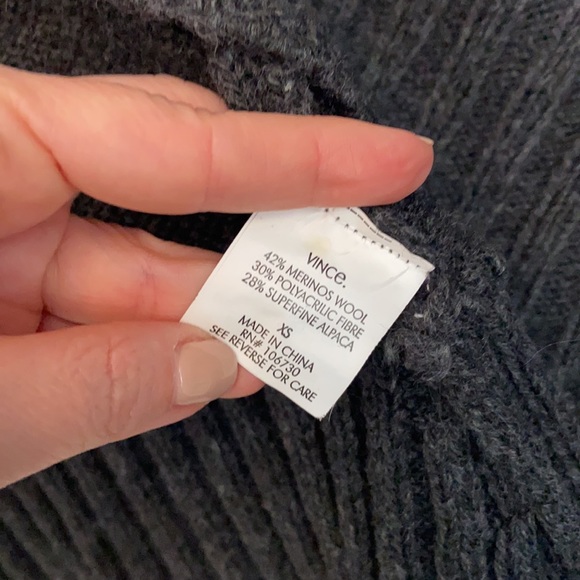 VINCE.
42% MERINOS WOOL
30% POLYACRILIC FIBRE
28% SUPERFINE ALPACA
XS
MADE IN CHINA
RN# 106730
SEE REVERSE FOR CARE